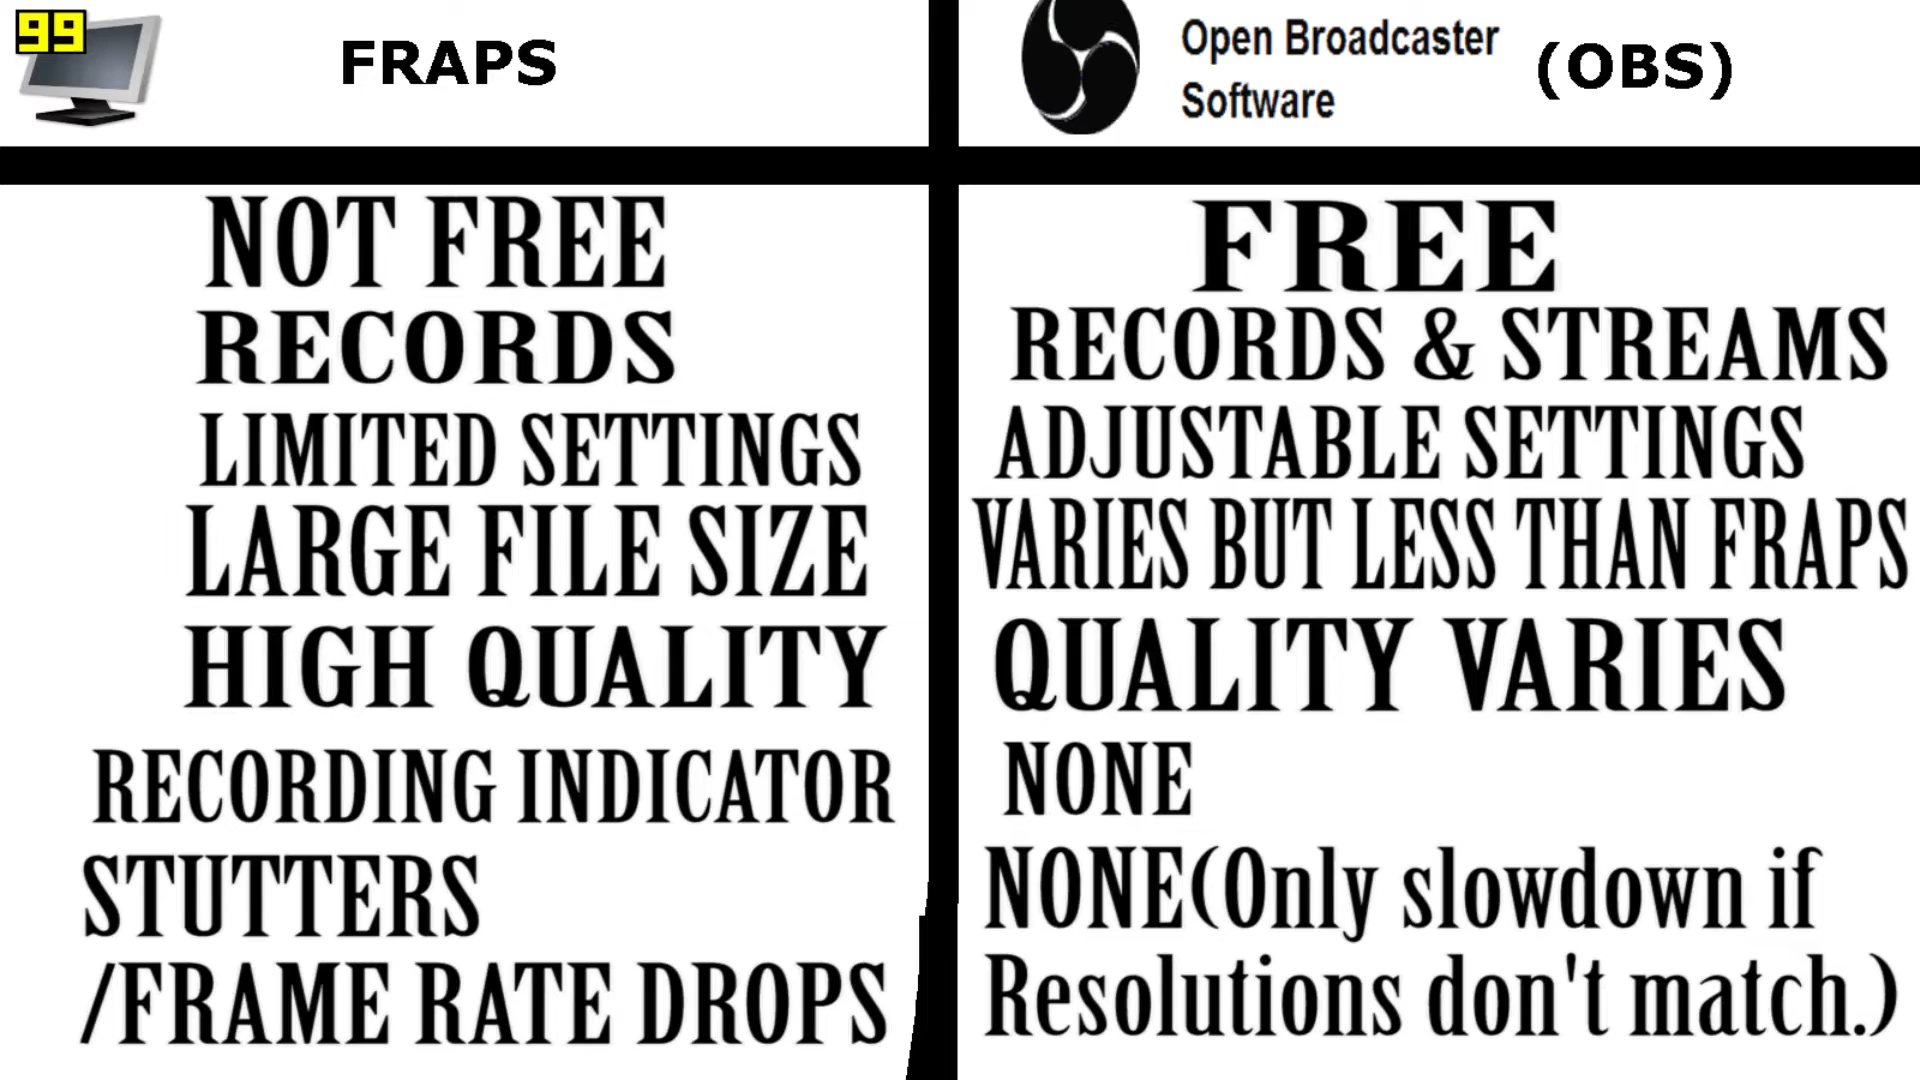 99
FRAPS
Open Broadcaster
Software
(OBS)
NOT FREE
RECORDS
LIMITED SETTINGS
LARGE FILE SIZE
HIGH QUALITY
RECORDING INDICATOR
STUTTERS
/FRAME RATE DROPS
FREE
RECORDS & STREAMS
ADJUSTABLE SETTINGS
VARIES BUT LESS THAN FRAPS
QUALITY VARIES
NONE
NONE(Only slowdown if
Resolutions don't match.)